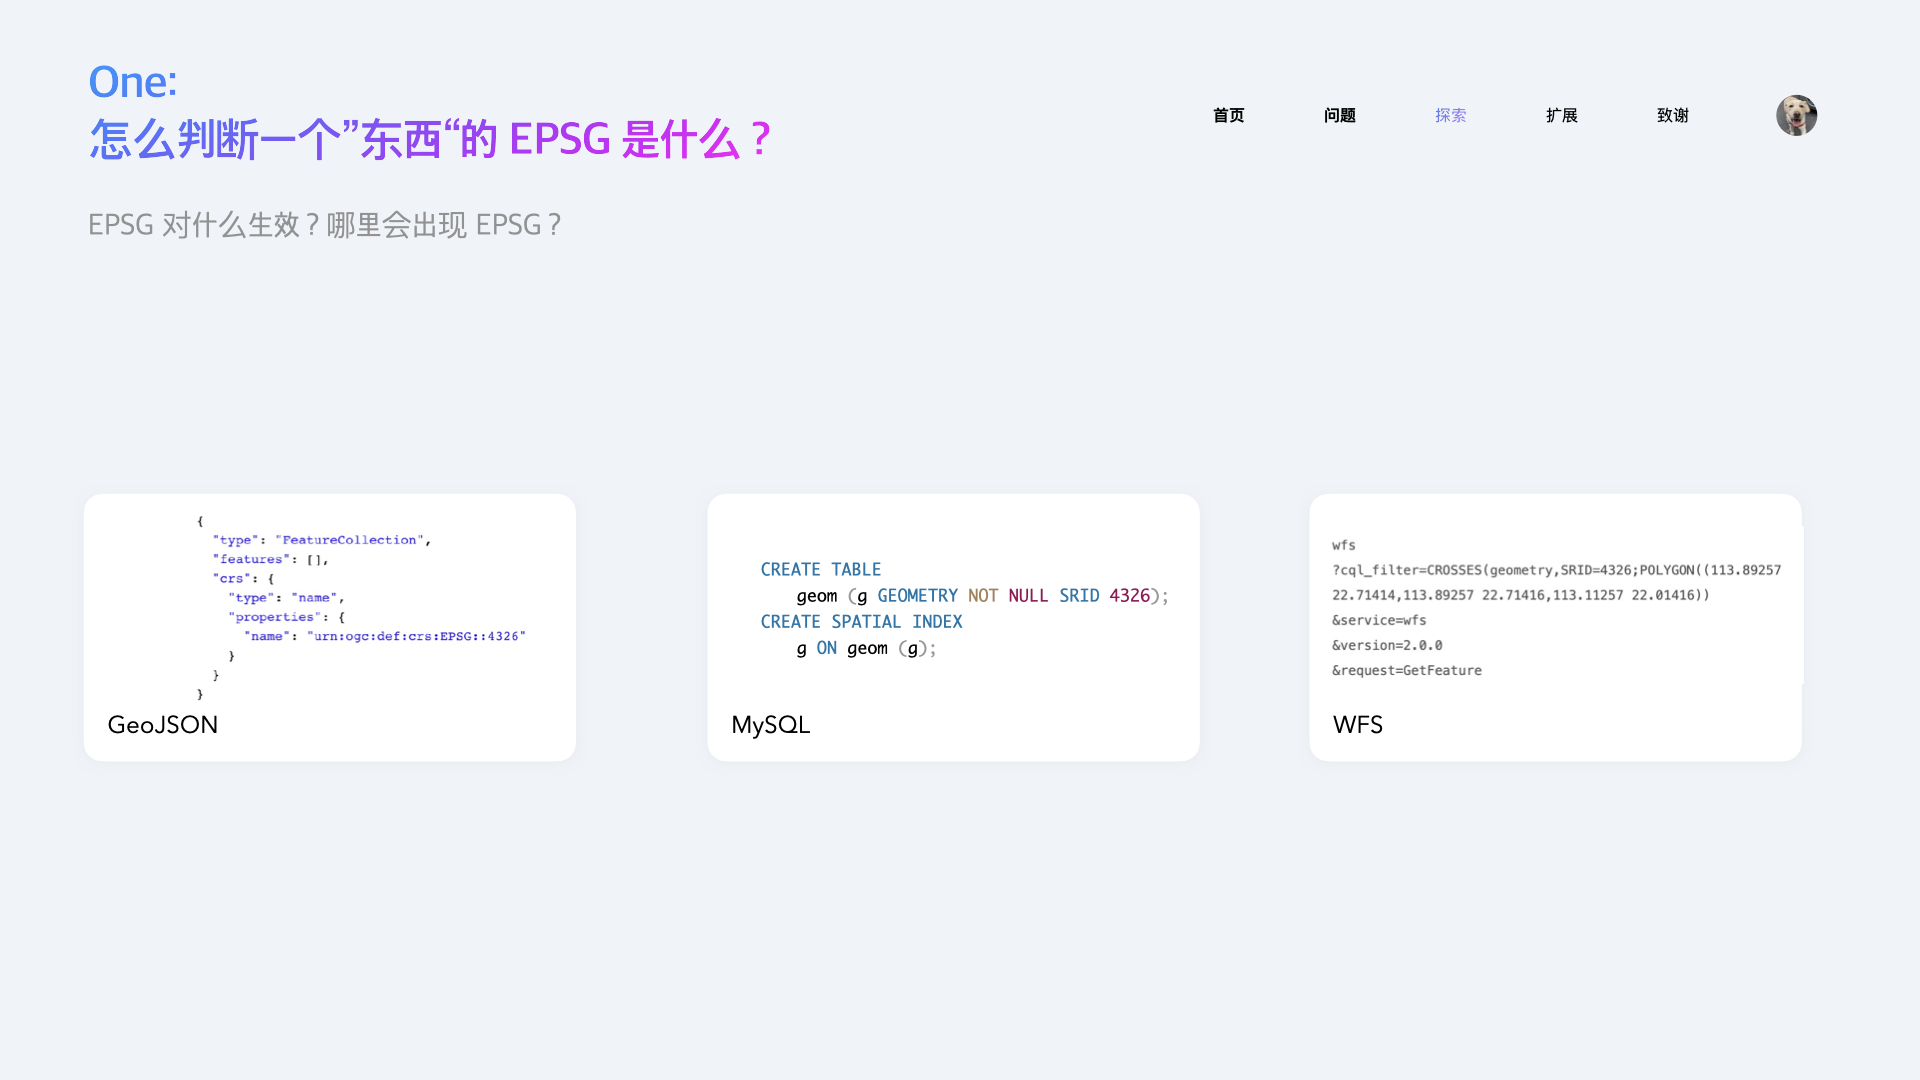 One:
怎么判断一个”东西“的 EPSG 是什么？
首页
问题
探索
扩展
致谢
EPSG 对什么生效？哪里会出现 EPSG？
{
"type": "FeatureCollection",
"features": [],
"crs": {
"type": "name",
"properties": {
"name": "urn:ogc:def:crs:EPSG::4326"
}
}
}
GeoJSON
CREATE TABLE
geom (g GEOMETRY NOT NULL SRID 4326);
CREATE SPATIAL INDEX
g ON geom (g);
MySQL
wfs
?cql_filter=CROSSES(geometry,SRID=4326;POLYGON((113.89257
22.71414,113.89257 22.71416,113.11257 22.01416))
&service=wfs
&version=2.0.0
&request=GetFeature
WFS